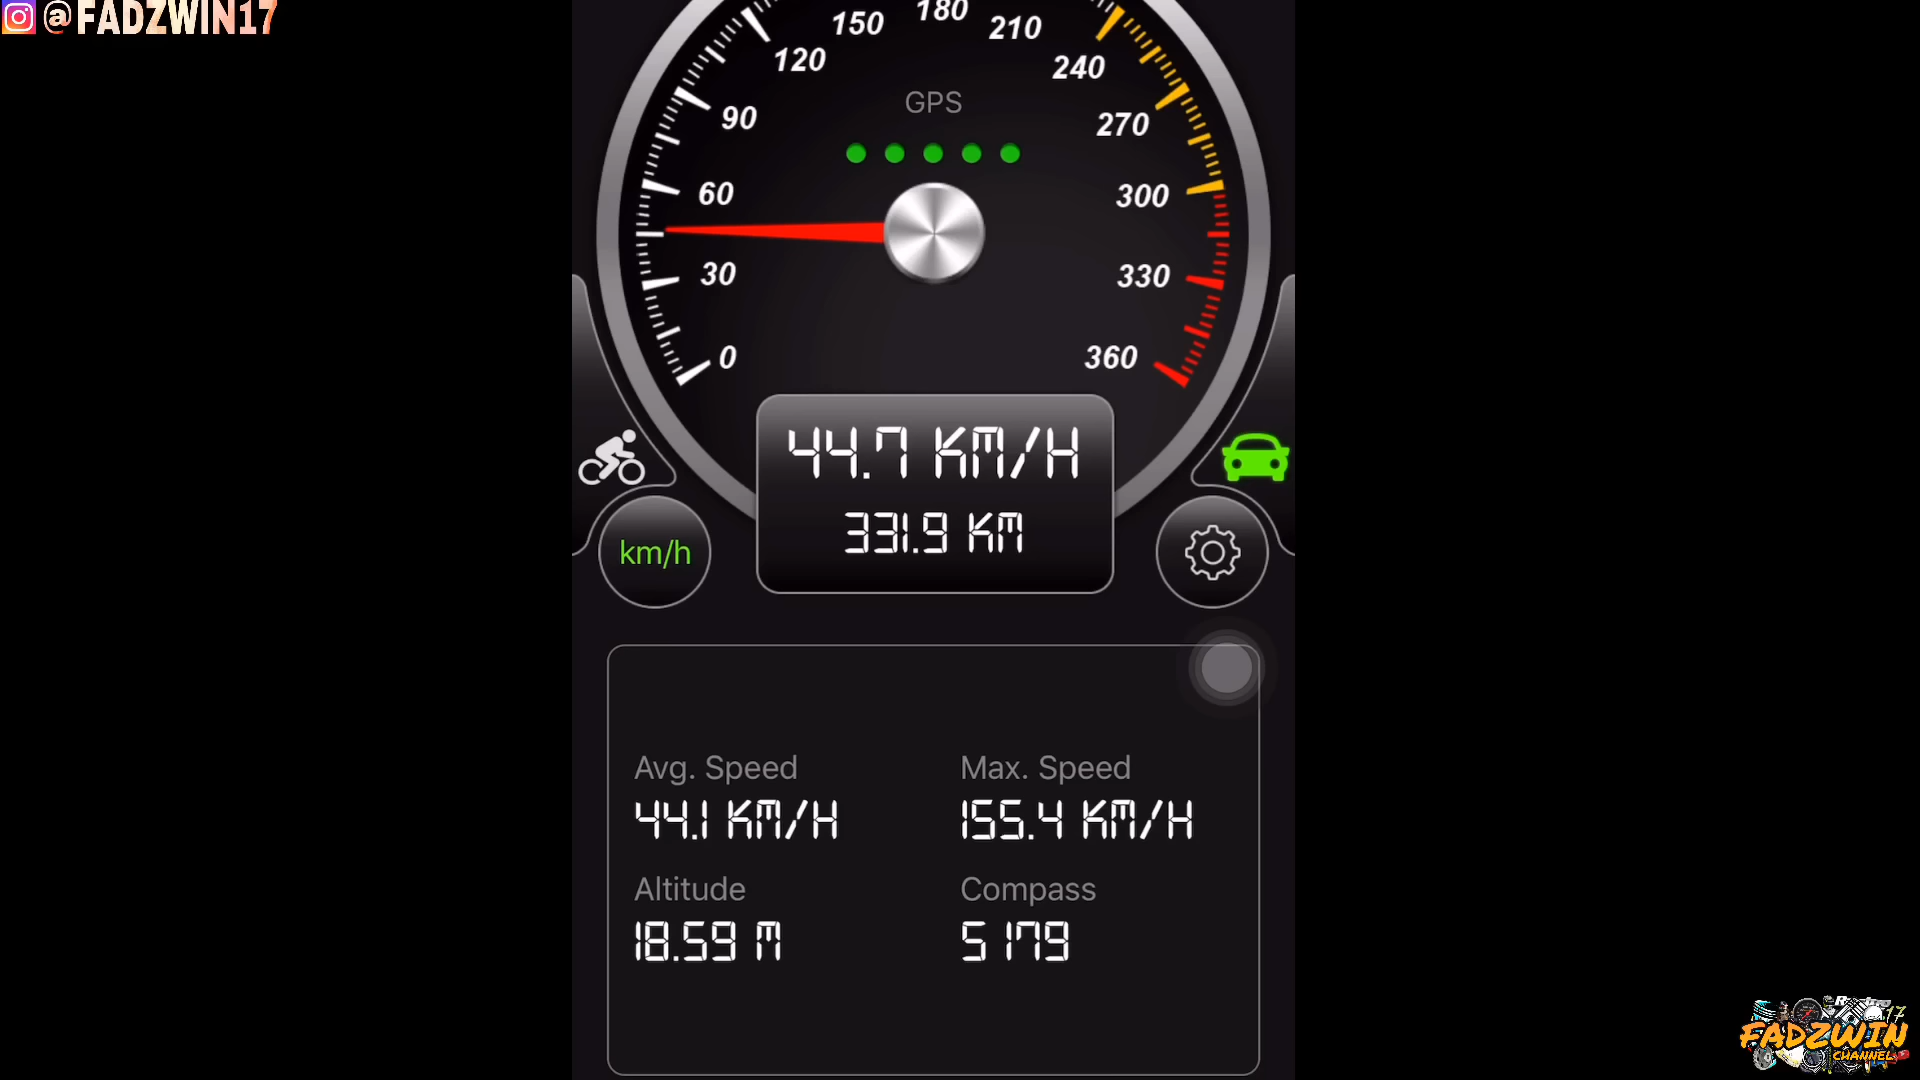 @FADZWIN17
180
150
210
120
240
GPS
90
270
60
300
30
330
0
360
44.7 KM/H
331.9 KM
km/h
Avg. Speed
Max. Speed
44.1 KM/H
155.4 KM/H
Altitude
Compass
18.59 M
S 179
17
FADZWIN
CHANNEL